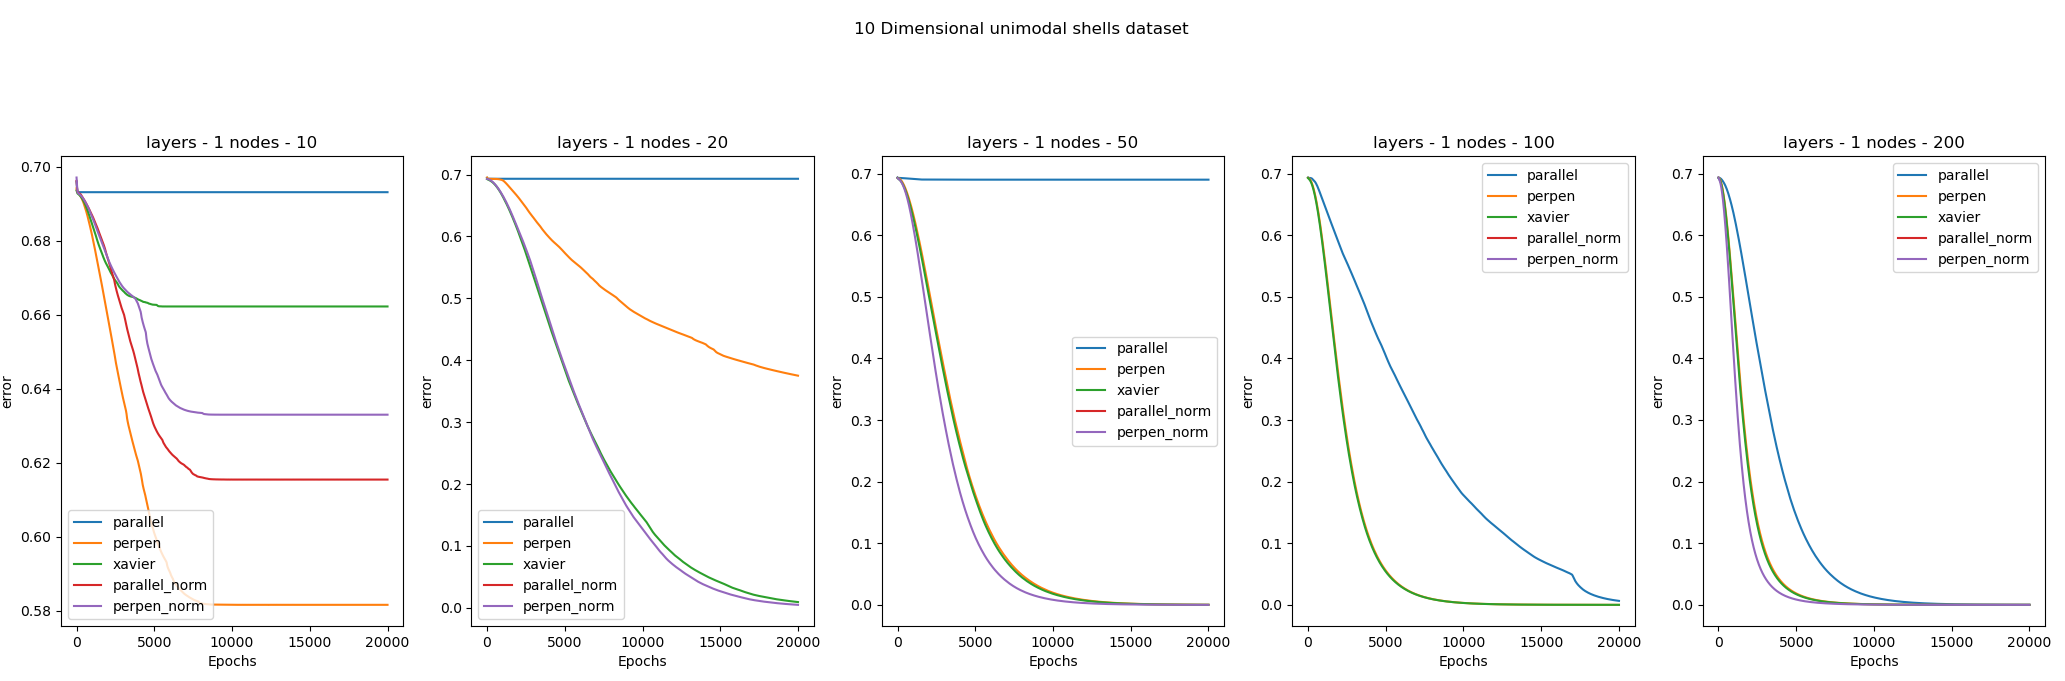 10 Dimensional unimodal shells dataset
layers - 1 nodes - 10
0.70
0.68
0.66
0.64
0.62
0.60
0.58
error
0
5000
10000
15000
20000
Epochs
parallel
perpen
xavier
parallel_norm
perpen_norm
layers - 1 nodes - 20
0.7
0.6
0.5
0.4
0.3
0.2
0.1
0.0
error
0
5000
10000
15000
20000
Epochs
parallel
perpen
xavier
parallel_norm
perpen_norm
layers - 1 nodes - 50
0.7
0.6
0.5
0.4
0.3
0.2
0.1
0.0
error
0
5000
10000
15000
20000
Epochs
parallel
perpen
xavier
parallel_norm
perpen_norm
layers - 1 nodes - 100
0.7
0.6
0.5
0.4
0.3
0.2
0.1
0.0
error
0
5000
10000
15000
20000
Epochs
parallel
perpen
xavier
parallel_norm
perpen_norm
layers - 1 nodes - 200
0.7
0.6
0.5
0.4
0.3
0.2
0.1
0.0
error
0
5000
10000
15000
20000
Epochs
parallel
perpen
xavier
parallel_norm
perpen_norm